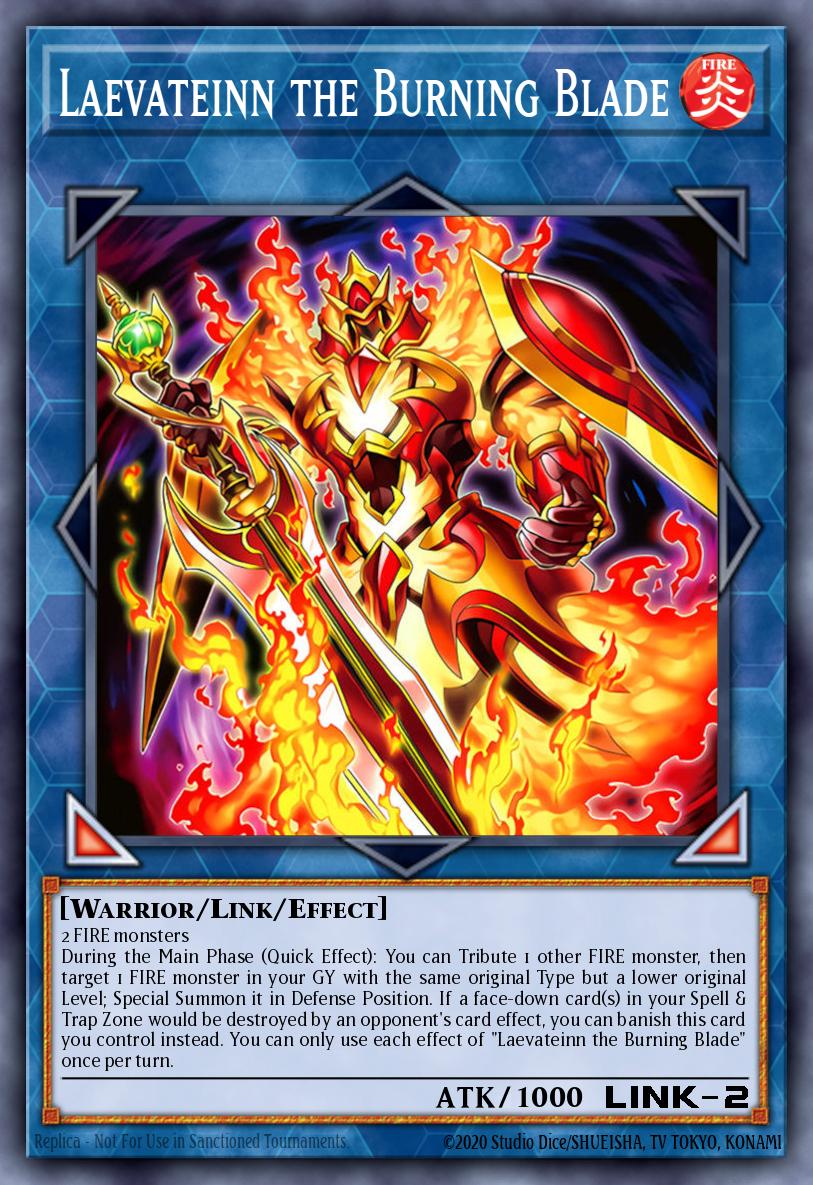 Laevateinn the Burning Blade
FIRE
炎
[Warrior/Link/Effect]
2 FIRE monsters
During the Main Phase (Quick Effect): You can Tribute 1 other FIRE monster, then
target 1 FIRE monster in your GY with the same original Type but a lower original
Level; Special Summon it in Defense Position. If a face-down card(s) in your Spell &
Trap Zone would be destroyed by an opponent's card effect, you can banish this card
you control instead. You can only use each effect of "Laevateinn the Burning Blade"
once per turn.
ATK/1000 LINK-2
Replica - Not For Use in Sanctioned Tournaments.
©2020 Studio Dice/SHUEISHA, TV TOKYO, KONAMI